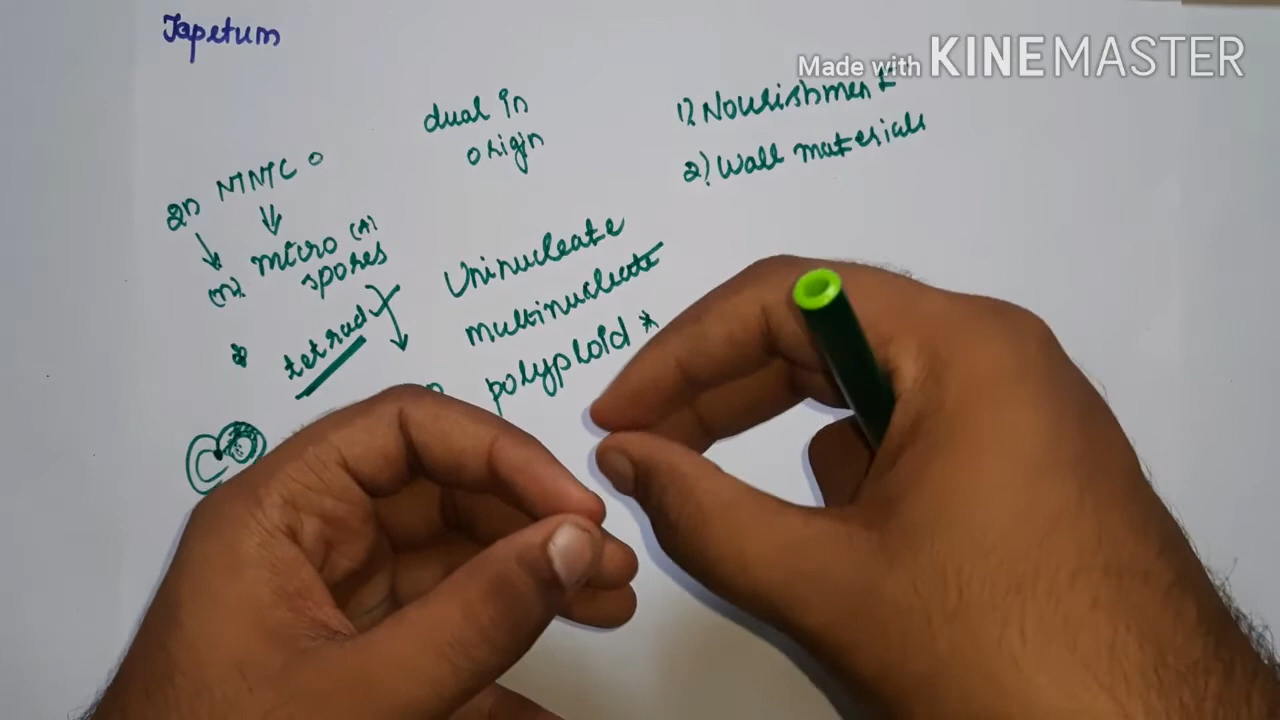 Tapetum
Made with KINEMASTER
dual in
origin
1) Nourishment
2) Wall materials
2n MMC
micro (n)
spores
(n)
tetrad
Uninucleate
multinucleate
polyploid *